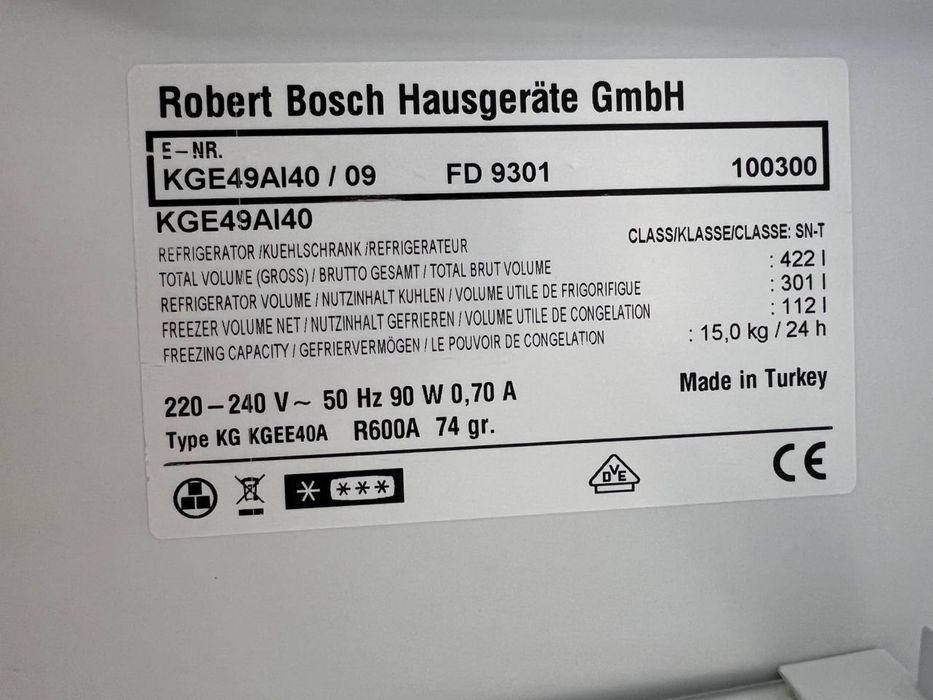 Robert Bosch Hausgeräte GmbH
E-NR.
KGE49AI40 / 09 FD 9301 100300
KGE49AI40
REFRIGERATOR /KUEHLSCHRANK /REFRIGERATEUR CLASS/KLASSE/CLASSE: SN-T
TOTAL VOLUME (GROSS) / BRUTTO GESAMT / TOTAL BRUT VOLUME : 422 l
REFRIGERATOR VOLUME / NUTZINHALT KUHLEN / VOLUME UTILE DE FRIGORIFIGUE : 301 l
FREEZER VOLUME NET / NUTZINHALT GEFRIEREN / VOLUME UTILE DE CONGELATION : 112 l
FREEZING CAPACITY / GEFRIERVERMÖGEN / LE POUVOIR DE CONGELATION : 15,0 kg / 24 h
220-240 V~ 50 Hz 90 W 0,70 A Made in Turkey
Type KG KGEE40A R600A 74 gr.
DVE CE